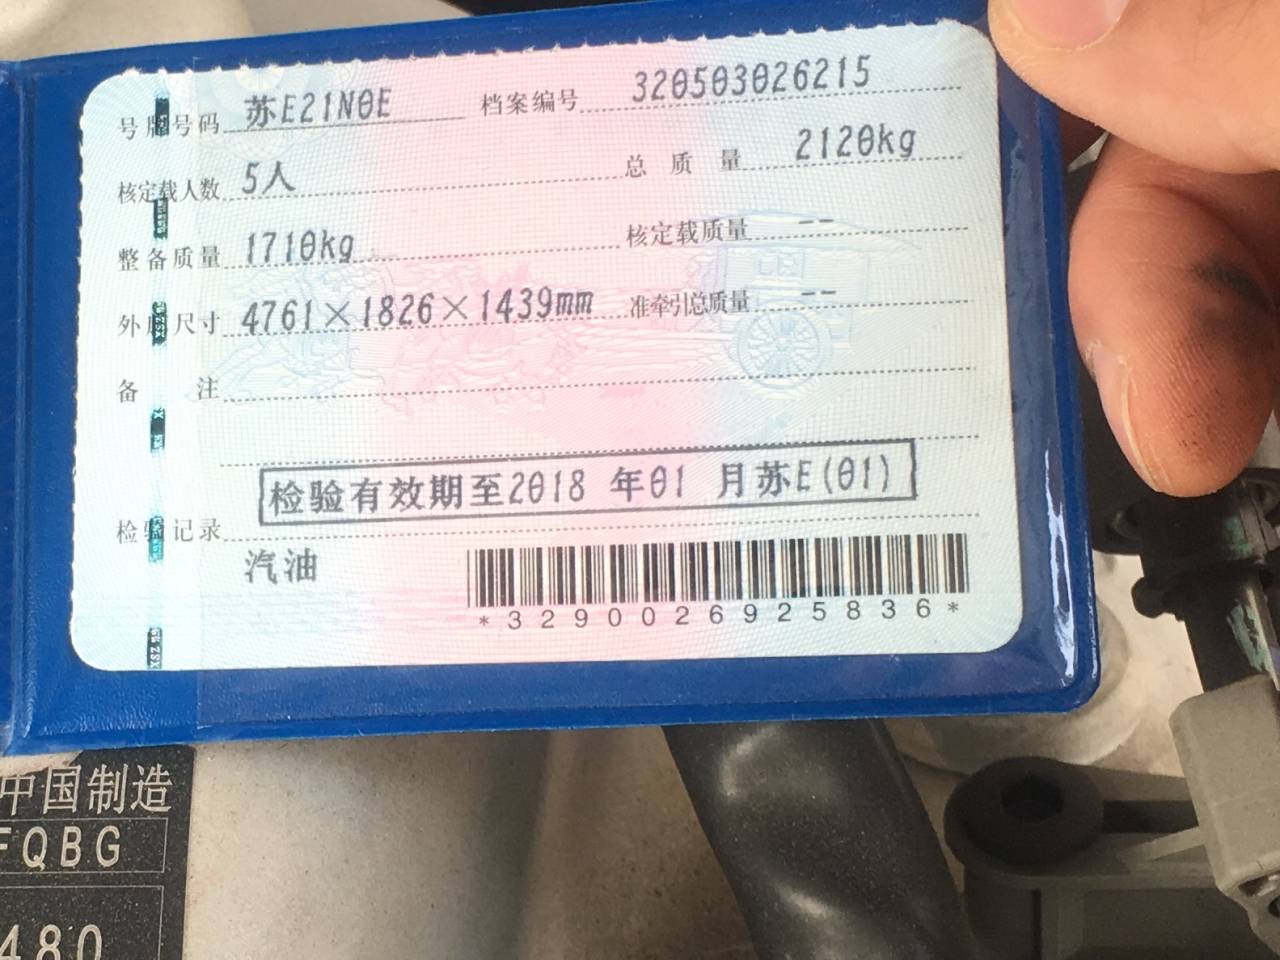 号牌号码 苏E21N0E 档案编号 320503026215
核定载人数 5人 总质量 2120kg
整备质量 1710kg 核定载质量 --
外廓尺寸 4761×1826×1439mm 准牵引总质量 --
备注
检验有效期至2018 年01 月苏E(01)
检验记录
汽油
*3290026925836*
中国制造
FQBG
480